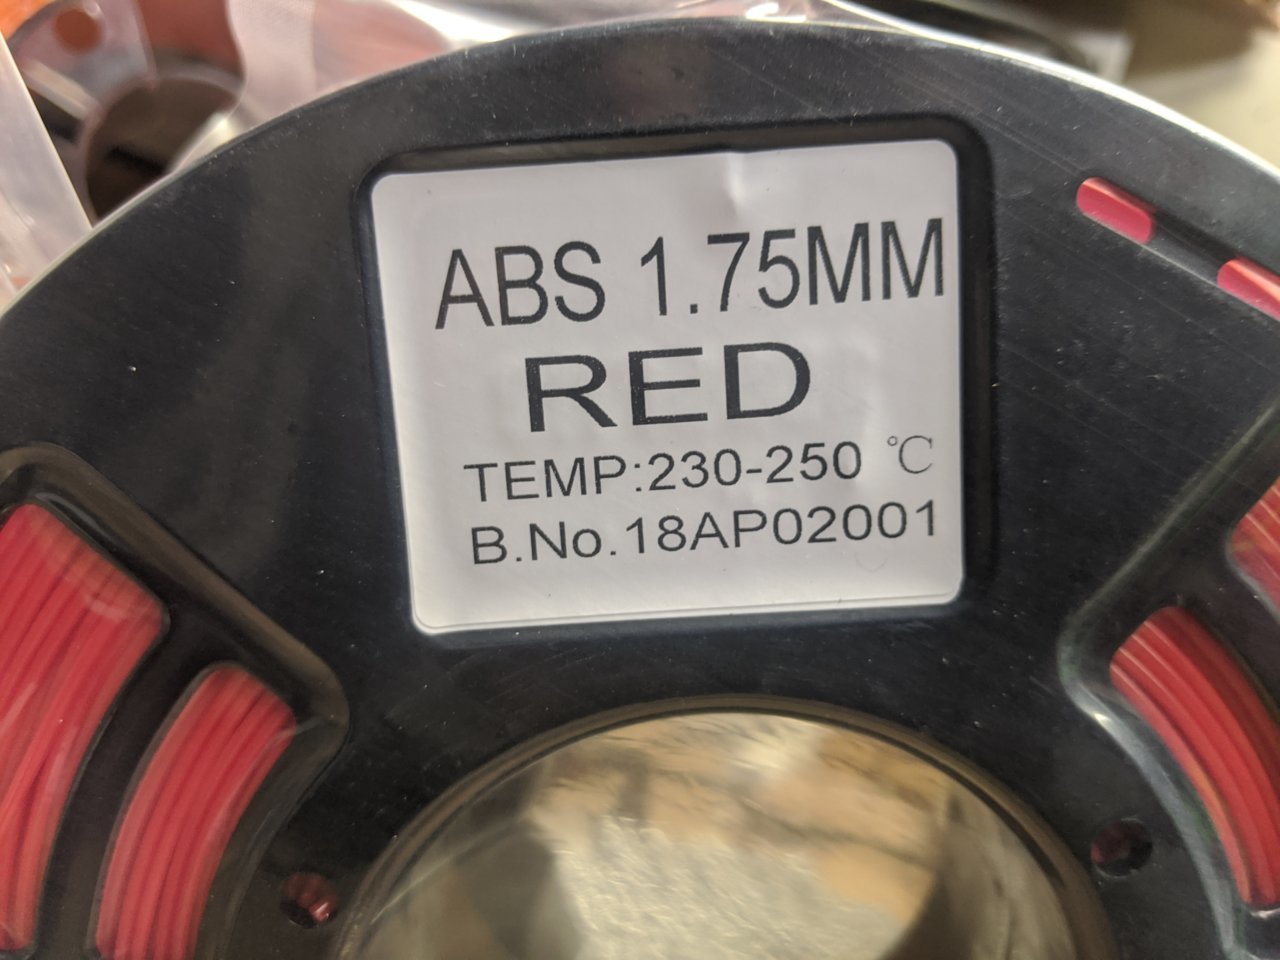 ABS 1.75MM
RED
TEMP:230-250 ℃
B.No.18AP02001